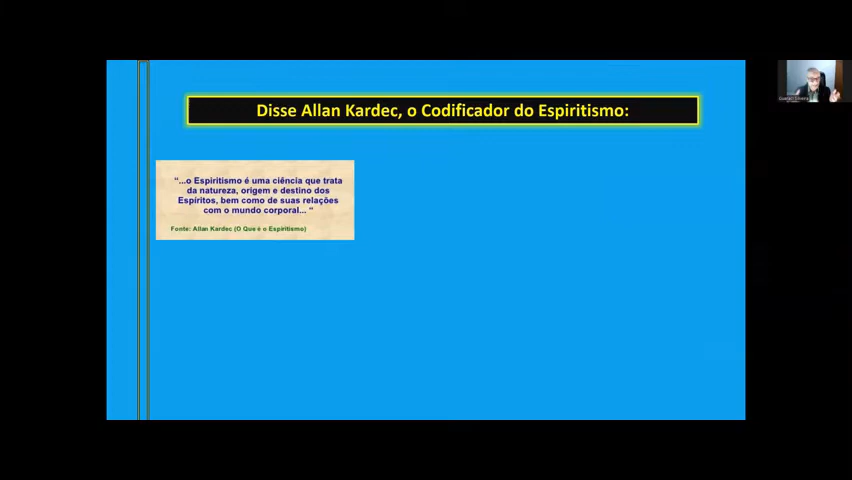 Disse Allan Kardec, o Codificador do Espiritismo:
"...o Espiritismo é uma ciência que trata
da natureza, origem e destino dos
Espíritos, bem como de suas relações
com o mundo corporal... "
Fonte: Allan Kardec (O Que é o Espiritismo)